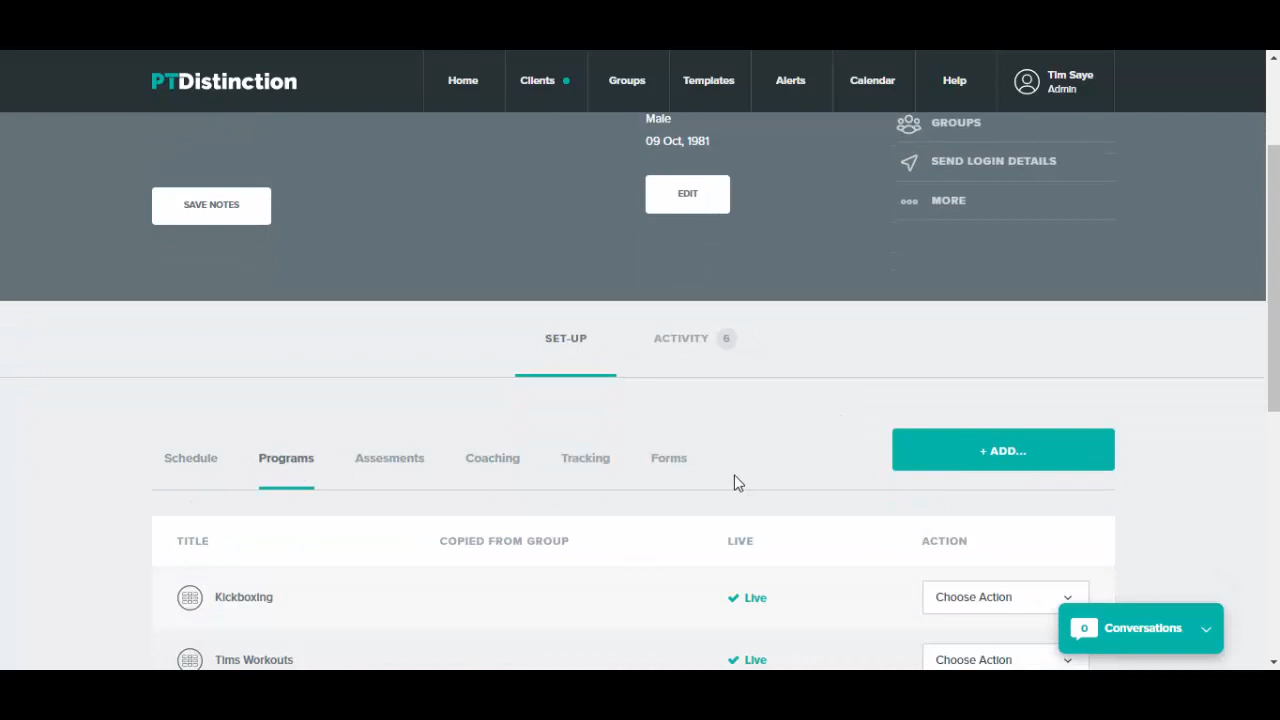 PTDistinction
Home
Clients
Groups
Templates
Alerts
Calendar
Help
Tim Saye
Admin
Male
09 Oct, 1981
EDIT
SAVE NOTES
GROUPS
SEND LOGIN DETAILS
MORE
SET-UP
ACTIVITY 6
Schedule
Programs
Assesments
Coaching
Tracking
Forms
+ ADD...
TITLE
COPIED FROM GROUP
LIVE
ACTION
Kickboxing
Live
Choose Action
Tims Workouts
Live
Choose Action
0 Conversations